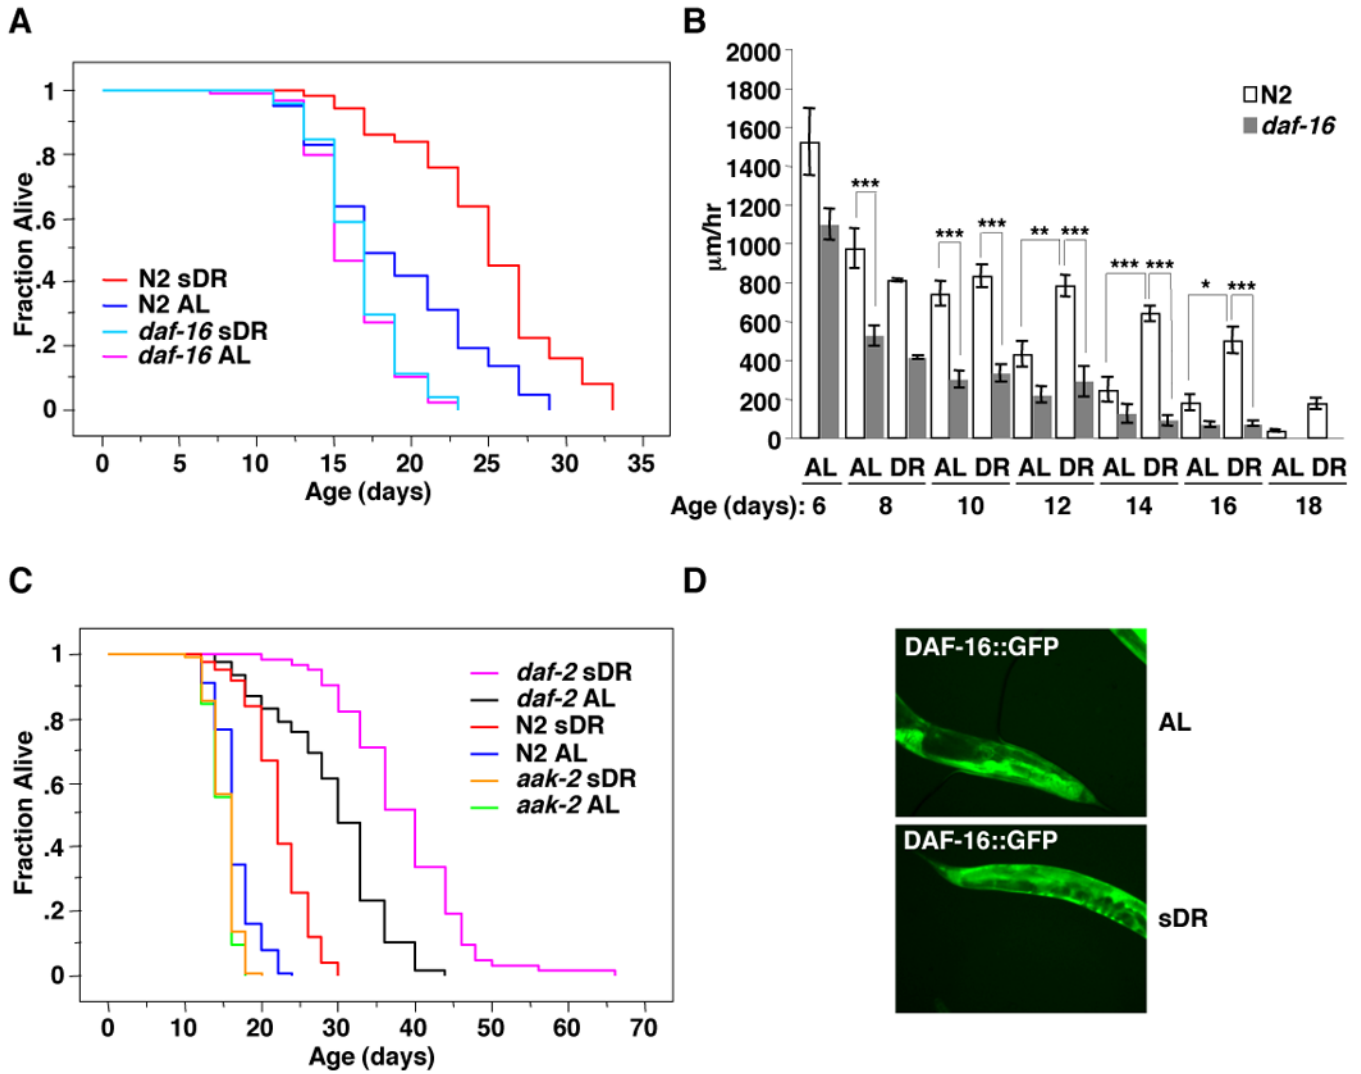 A
1
.8
.6
.4
.2
0
Fraction Alive
N2 sDR
N2 AL
daf-16 sDR
daf-16 AL
0 5 10 15 20 25 30 35
Age (days)
B
2000
1800
1600
1400
1200
1000
800
600
400
200
0
µm/hr
N2
daf-16
***
*** ***
** ***
*** ***
* ***
AL AL DR AL DR AL DR AL DR AL DR AL DR
Age (days): 6 8 10 12 14 16 18
C
1
.8
.6
.4
.2
0
Fraction Alive
daf-2 sDR
daf-2 AL
N2 sDR
N2 AL
aak-2 sDR
aak-2 AL
0 10 20 30 40 50 60 70
Age (days)
D
DAF-16::GFP
AL
DAF-16::GFP
sDR